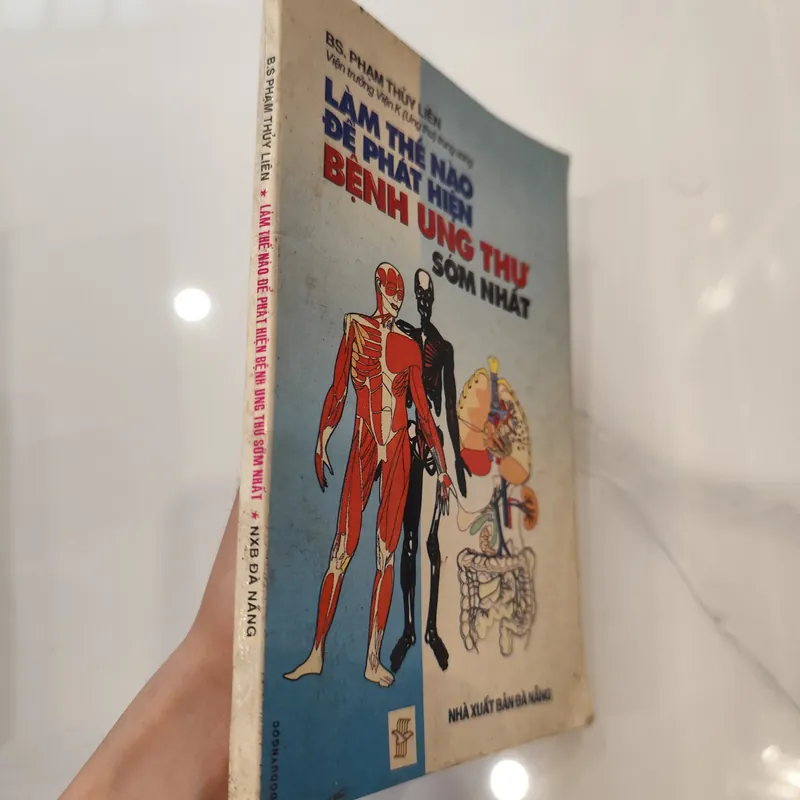 BS. PHẠM THỤY LIÊN
Viện trưởng Viện K (Ung thư) trung ương
LÀM THẾ NÀO
ĐỂ PHÁT HIỆN
BỆNH UNG THƯ
SỚM NHẤT
NHÀ XUẤT BẢN ĐÀ NẴNG
B.S PHẠM THỤY LIÊN * LÀM THẾ NÀO ĐỂ PHÁT HIỆN BỆNH UNG THƯ SỚM NHẤT * NXB ĐÀ NẴNG